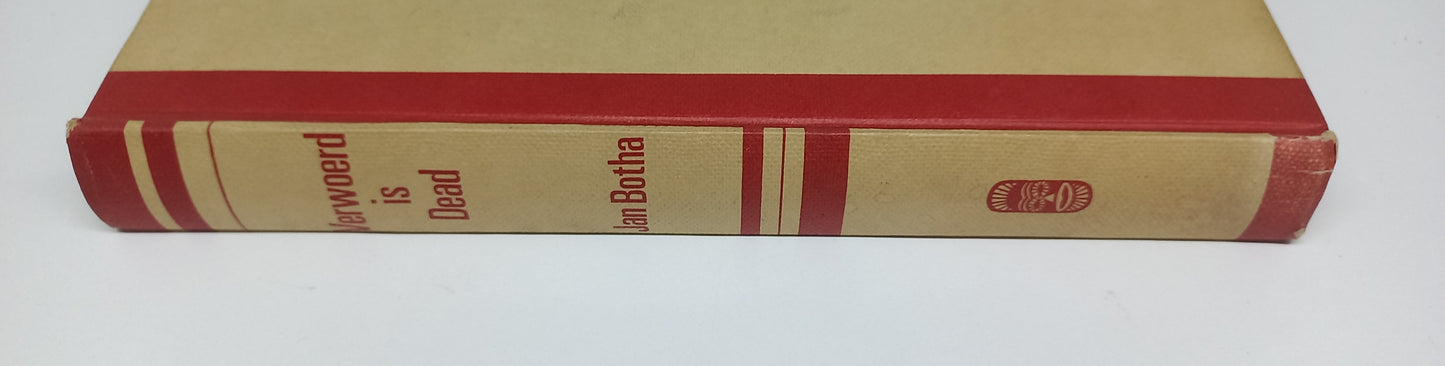 Verwoerd
is
Dead
Jan Botha